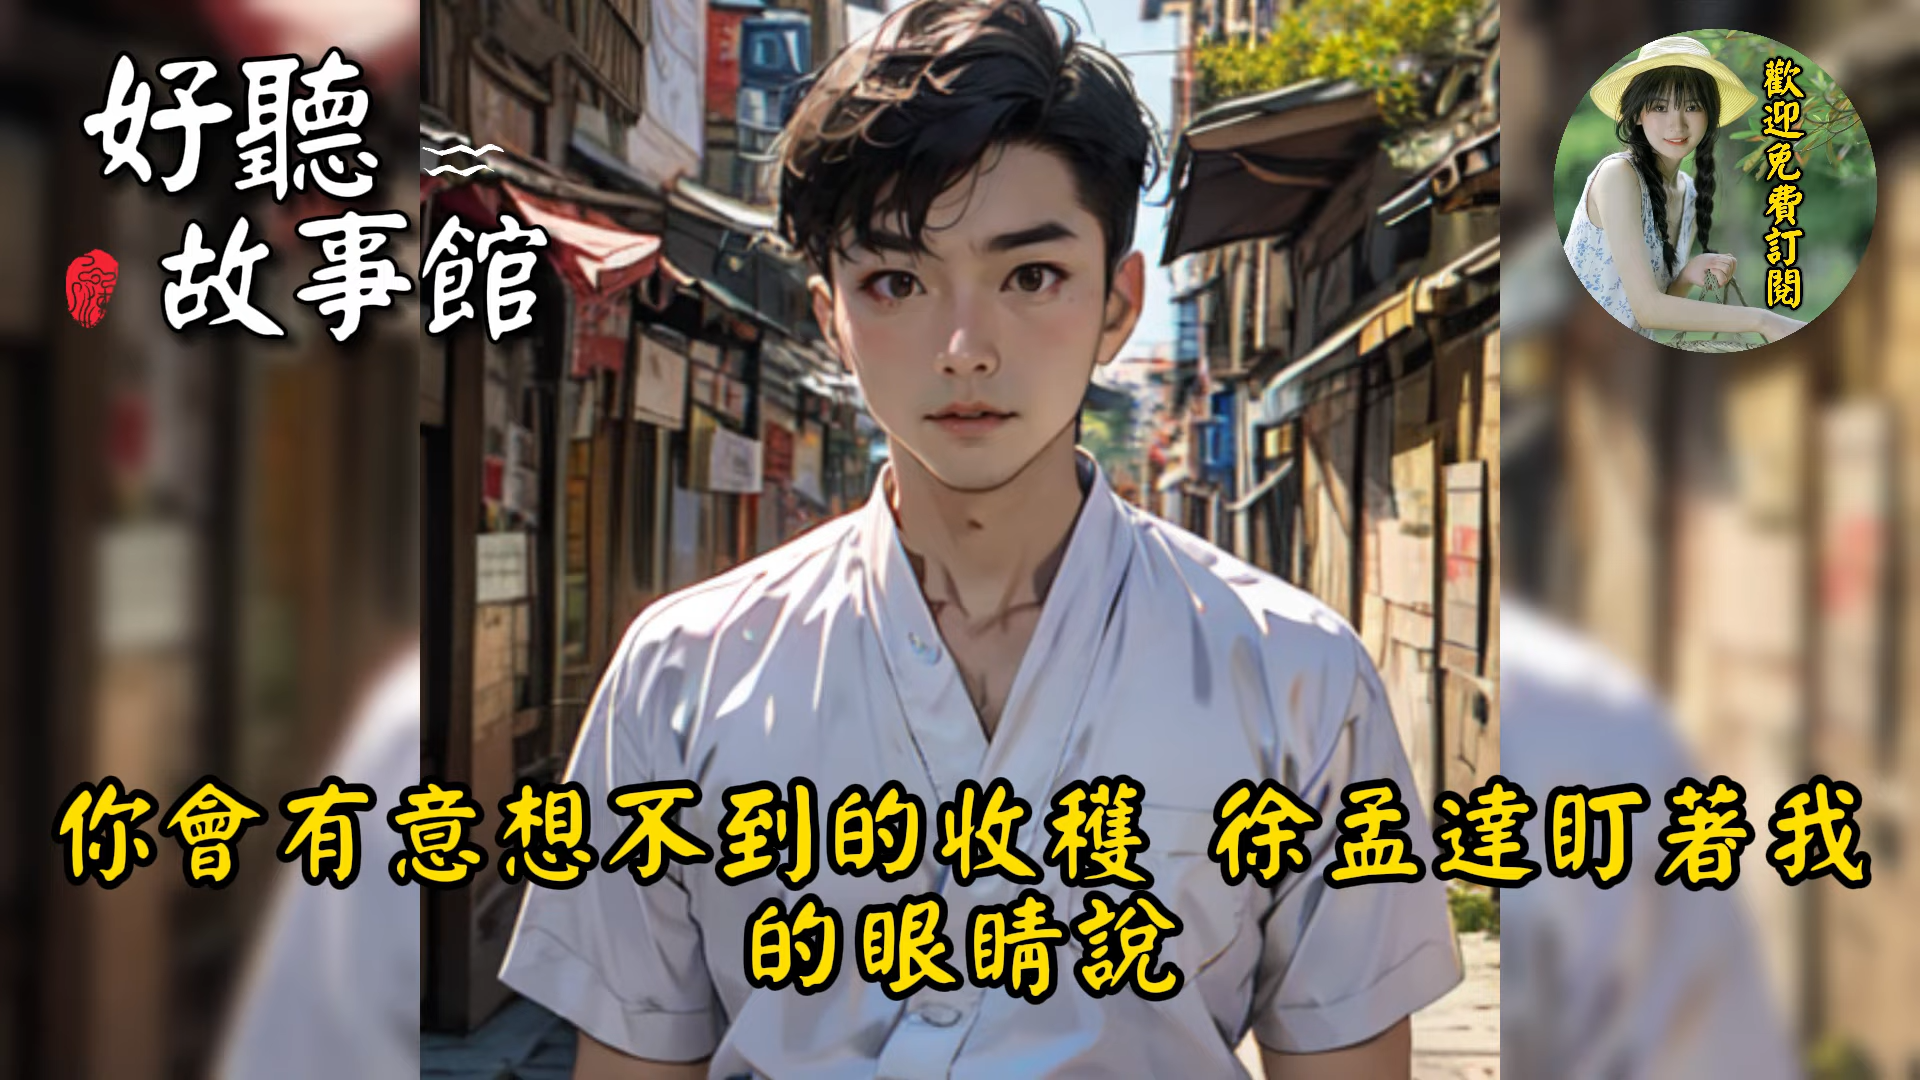 好聽
故事館
歡迎免費訂閱
你會有意想不到的收穫 徐孟達盯著我
的眼睛說